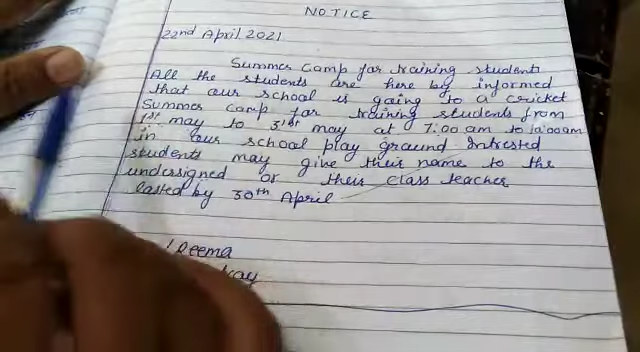 NOTICE
22nd April 2021
Summer Camp for training students
All the students are here by informed
that our school is going to a cricket
Summer camp for training students from
1st may to 31st may at 7:00 am to 10:00am
in our school play ground Intrested
students may give their name to the
undessigned or their class teacher
lasted by 30th April
Reema